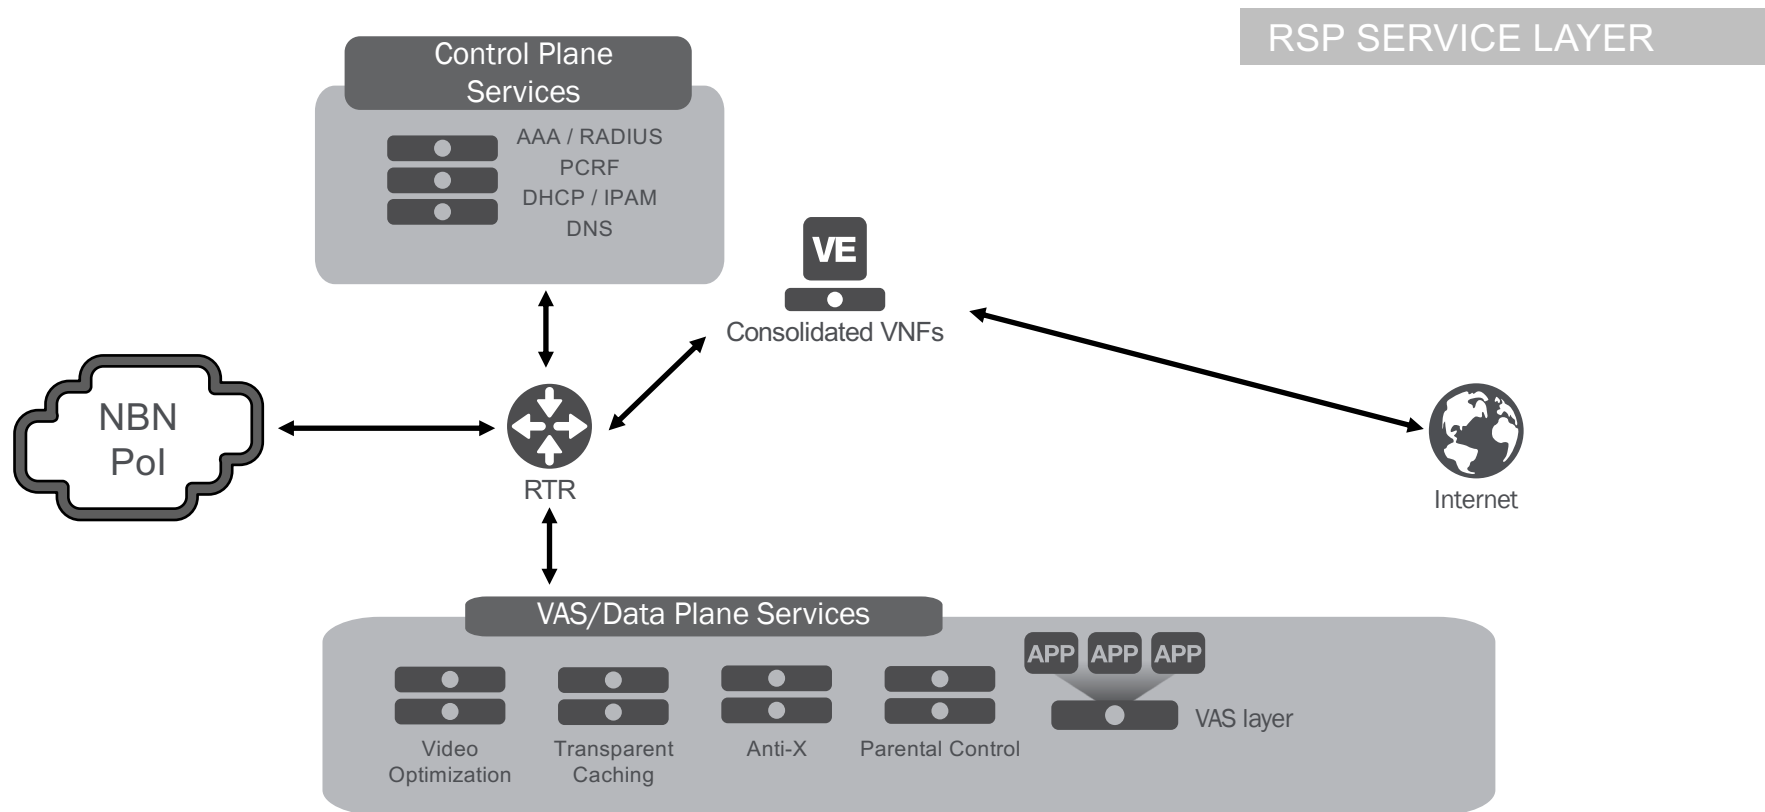 RSP SERVICE LAYER
Control Plane
Services
AAA / RADIUS
PCRF
DHCP / IPAM
DNS
VE
Consolidated VNFs
NBN
PoI
RTR
Internet
VAS/Data Plane Services
APP APP APP
VAS layer
Video
Optimization
Transparent
Caching
Anti-X
Parental Control